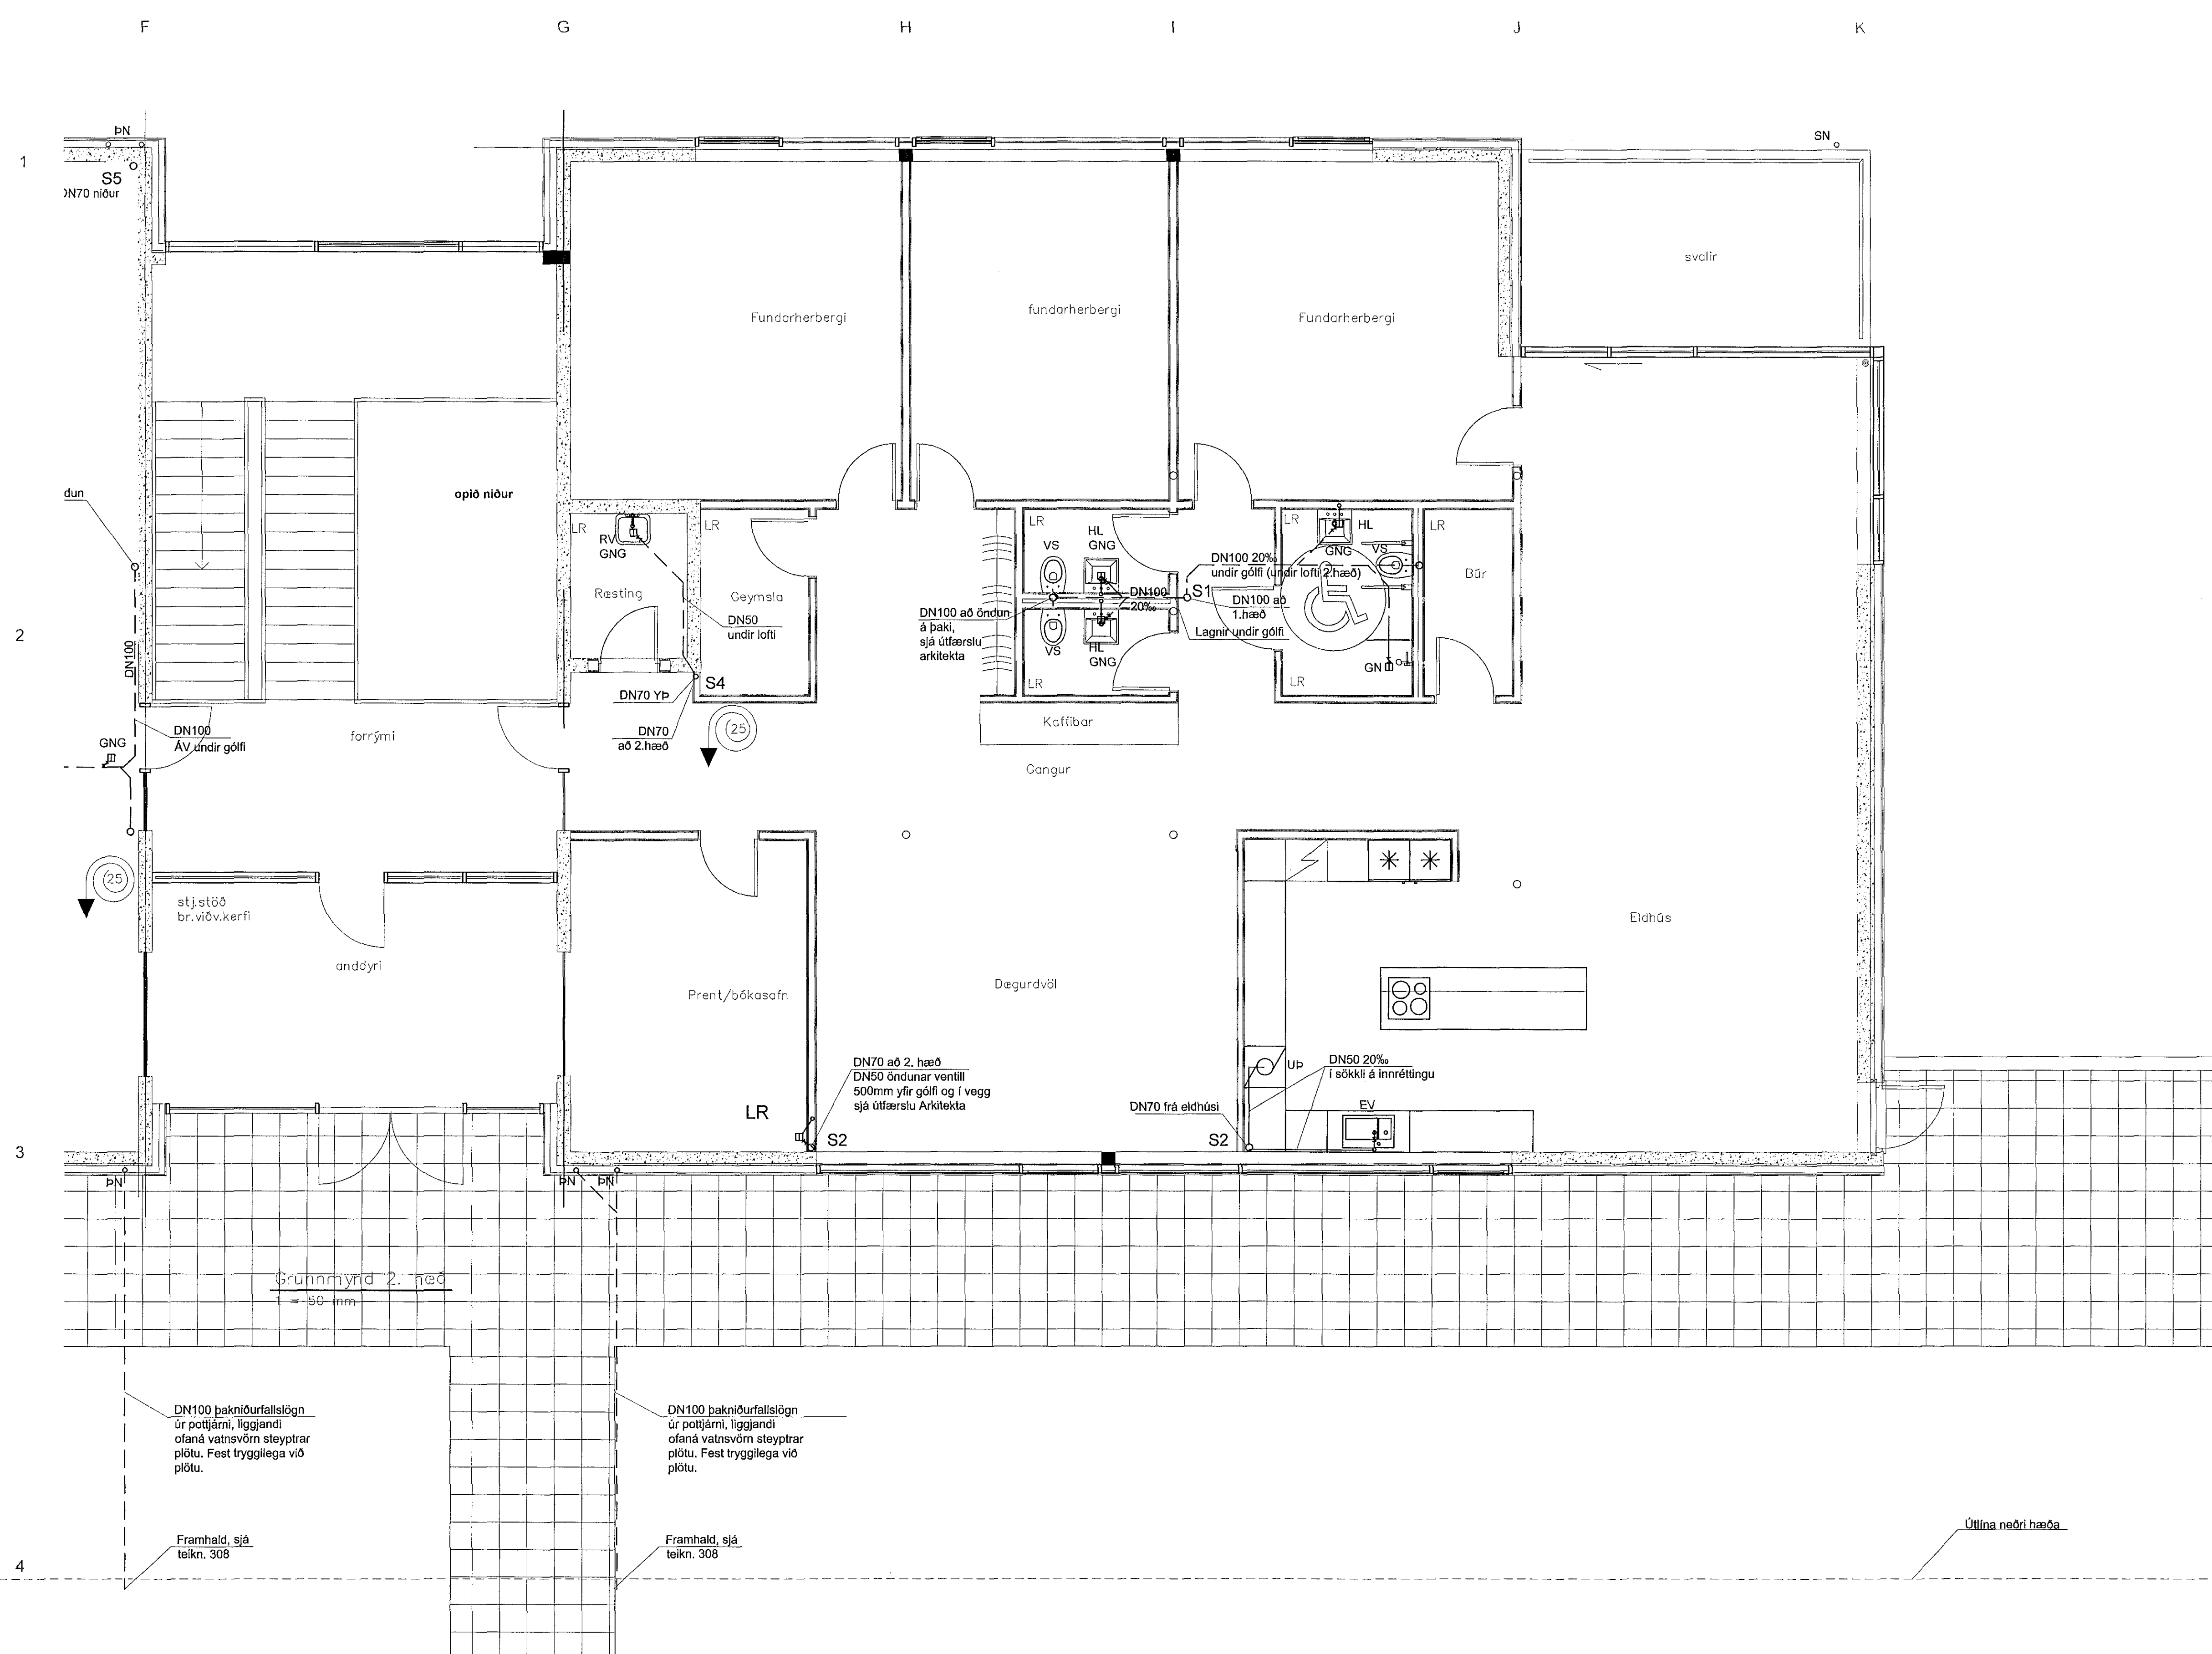 F
G
H
I
J
K
ÞN
SN
1
S5
DN70 niður
svalir
Fundarherbergi
fundarherbergi
Fundarherbergi
dun
opið niður
LR
RV
GNG
Ræsting
LR
Geymsla
DN50
undir lofti
LR
VS
HL
GNG
LR
HL
GNG
VS
LR
Búr
DN100 20‰
undir gólfi (undir lofti 2.hæð)
DN100
20‰
S1
DN100 að
1.hæð
Lagnir undir gólfi
DN100 að öndun
á þaki,
sjá útfærslu
arkitekta
VS
HL
GNG
LR
LR
GN
2
DN100
S4
DN70 YÞ
DN70
að 2.hæð
25
Kaffibar
Gangur
GNG
DN100
ÁV undir gólfi
forrými
25
stj.stöð
br.viðv.kerfi
anddyri
Prent/bókasafn
Dægurdvöl
Eldhús
DN70 að 2. hæð
DN50 öndunar ventill
500mm yfir gólfi og í vegg
sjá útfærslu Arkitekta
UÞ
DN50 20‰
í sökkli á innréttingu
LR
S2
DN70 frá eldhúsi
S2
EV
3
ÞN
ÞN
ÞN
Grunnmynd 2. hæð
1 = 50 mm
DN100 þakniðurfallslögn
úr pottjárni, liggjandi
ofaná vatnsvörn steyptrar
plötu. Fest tryggilega við
plötu.
DN100 þakniðurfallslögn
úr pottjárni, liggjandi
ofaná vatnsvörn steyptrar
plötu. Fest tryggilega við
plötu.
Framhald, sjá
teikn. 308
Framhald, sjá
teikn. 308
Útlína neðri hæða
4